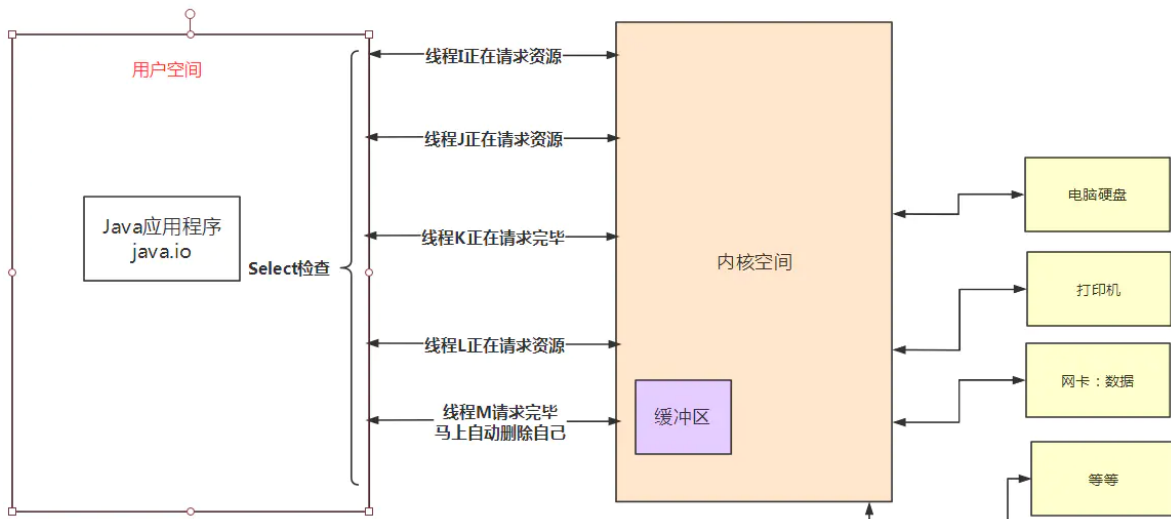 用户空间
Java应用程序
java.io
Select检查
线程I正在请求资源
线程J正在请求资源
线程K正在请求完毕
线程L正在请求资源
线程M请求完毕
马上自动删除自己
内核空间
缓冲区
电脑硬盘
打印机
网卡：数据
等等